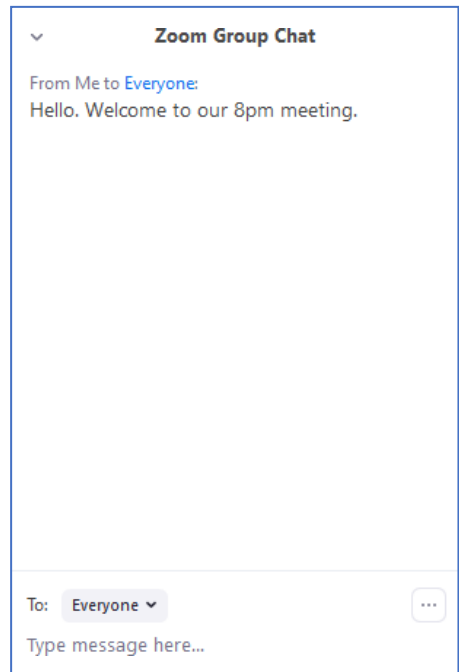 Zoom Group Chat
From Me to Everyone:
Hello. Welcome to our 8pm meeting.
To: Everyone
Type message here...